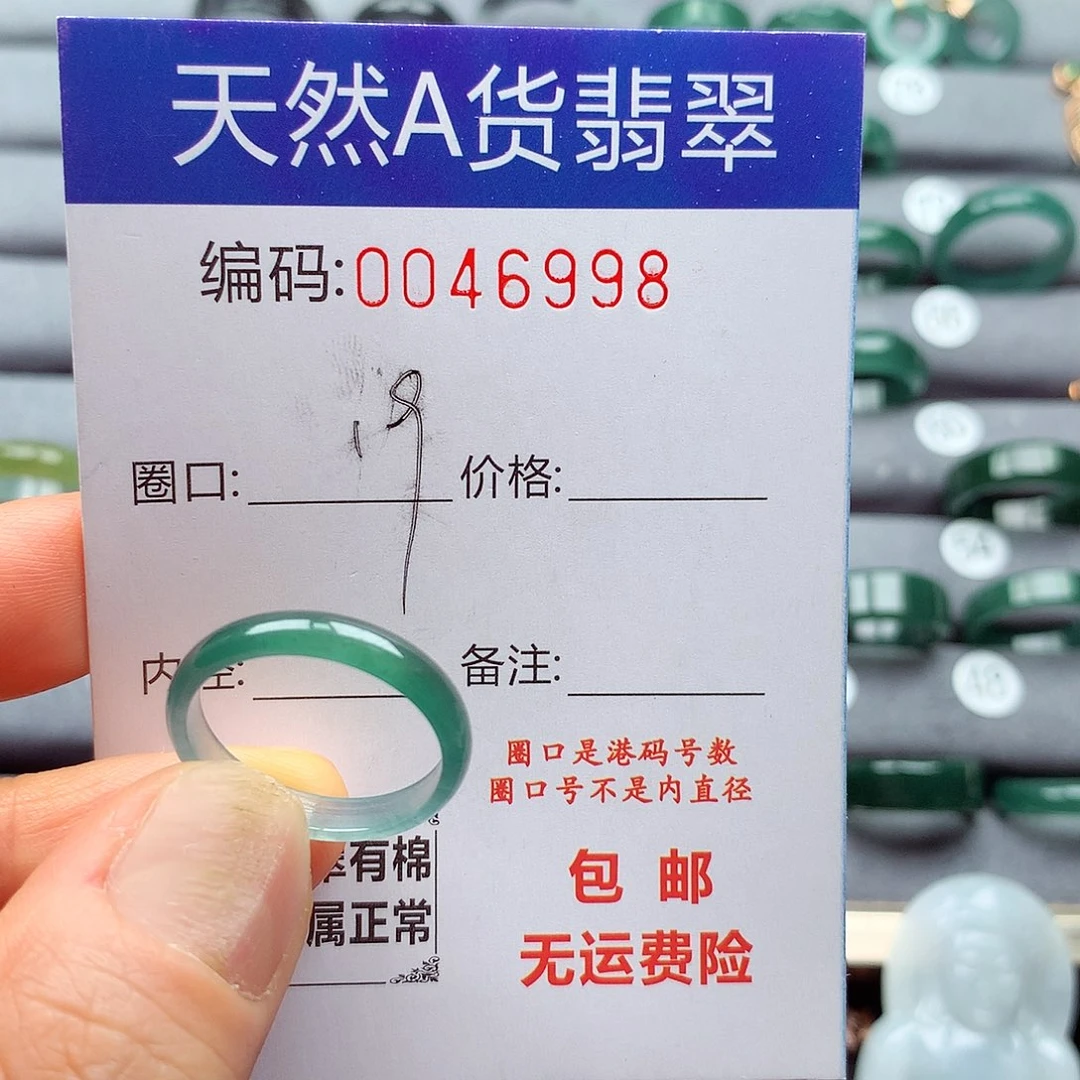 天然A货翡翠
编码:0046998
圈口: 19 价格:
内径: 备注:
圈口是港码号数
圈口号不是内直径
有棉
属正常
包 邮
无运费险
48